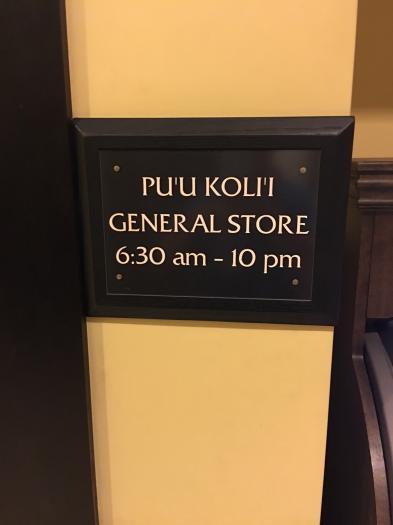 PU'U KOLI'I
GENERAL STORE
6:30 am - 10 pm